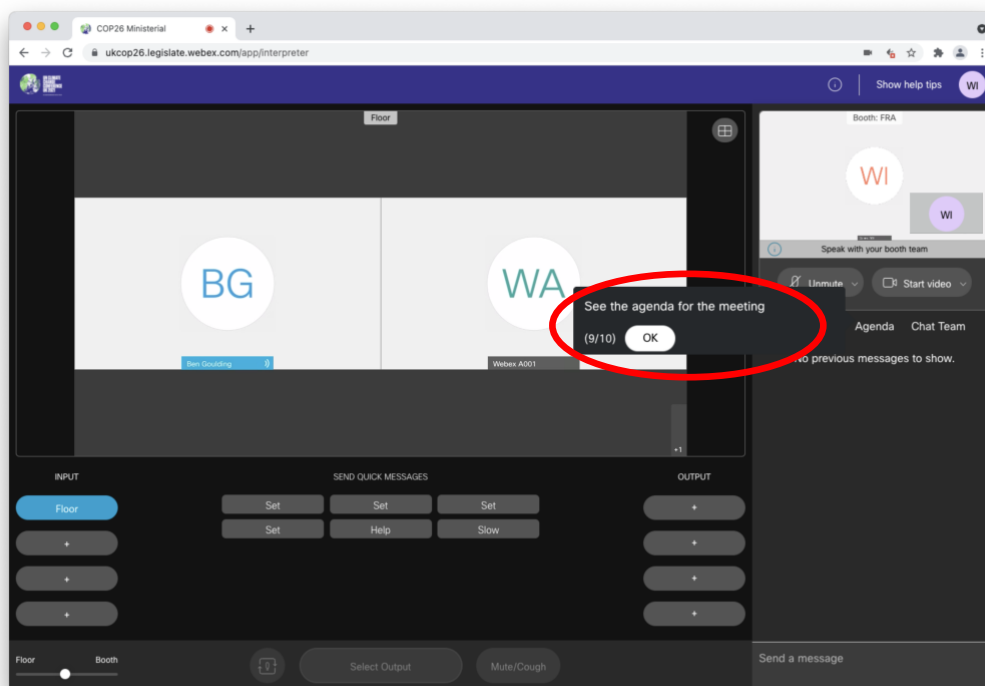 COP26 Ministerial
ukcop26.legislate.webex.com/app/interpreter
Show help tips
WI
Floor
Booth: FRA
WI
WI
Speak with your booth team
BG
WA
Unmute
Start video
See the agenda for the meeting
(9/10)
OK
Agenda
Chat Team
No previous messages to show.
Ben Goulding
Webex A001
+1
INPUT
SEND QUICK MESSAGES
OUTPUT
Floor
Set
Set
Set
+
Set
Help
Slow
+
+
+
+
+
+
Floor
Booth
Select Output
Mute/Cough
Send a message